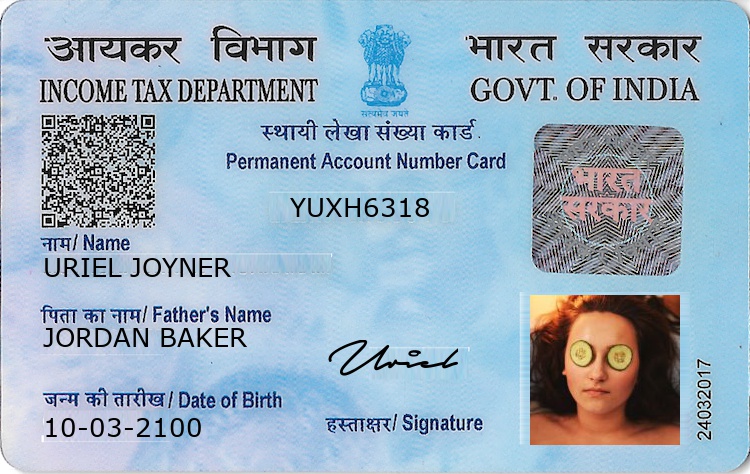 आयकर विभाग
INCOME TAX DEPARTMENT
सत्यमेव जयते
भारत सरकार
GOVT. OF INDIA
स्थायी लेखा संख्या कार्ड
Permanent Account Number Card
YUXH6318
भारत
सरकार
नाम/ Name
URIEL JOYNER
पिता का नाम/ Father's Name
JORDAN BAKER
Uriel
जन्म की तारीख / Date of Birth
10-03-2100
हस्ताक्षर/ Signature
24032017